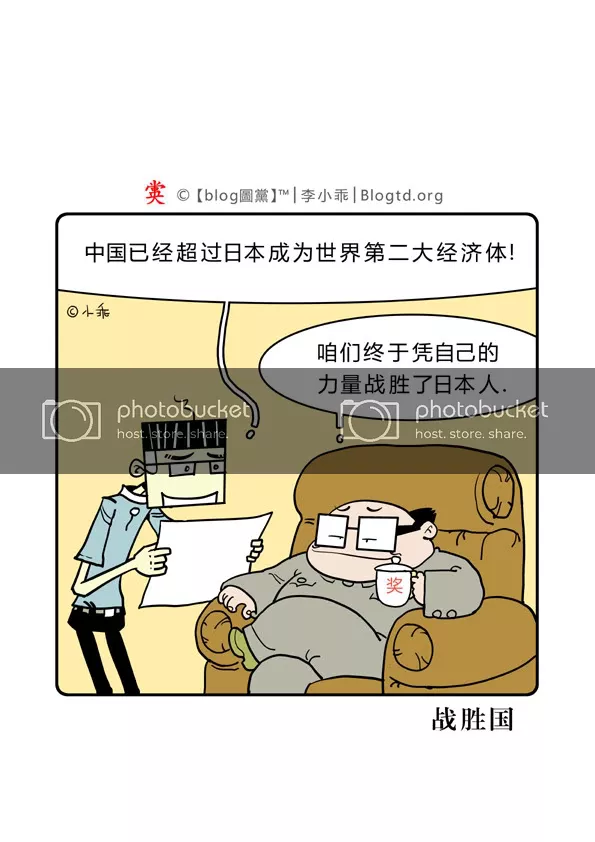 ©【blog圖黨】™|李小乖|Blogtd.org
中国已经超过日本成为世界第二大经济体!
©小乖
咱们终于凭自己的
力量战胜了日本人.
photobucket
host. store. share.
photobucket
host. store. share.
奖
战胜国